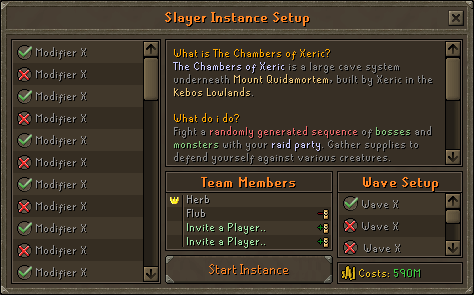 Slayer Instance Setup
Modifier X
Modifier X
Modifier X
Modifier X
Modifier X
Modifier X
Modifier X
Modifier X
Modifier X
Modifier X
Modifier X
What is The Chambers of Xeric?
The Chambers of Xeric is a large cave system
underneath Mount Quidamortem, built by Xeric in the
Kebos Lowlands.
What do i do?
Fight a randomly generated sequence of bosses and
monsters with your raid party. Gather supplies to
defend yourself against various creatures.
Team Members
Herb
Flub
Invite a Player..
Invite a Player..
Start Instance
Wave Setup
Wave X
Wave X
Wave X
Costs: 590M